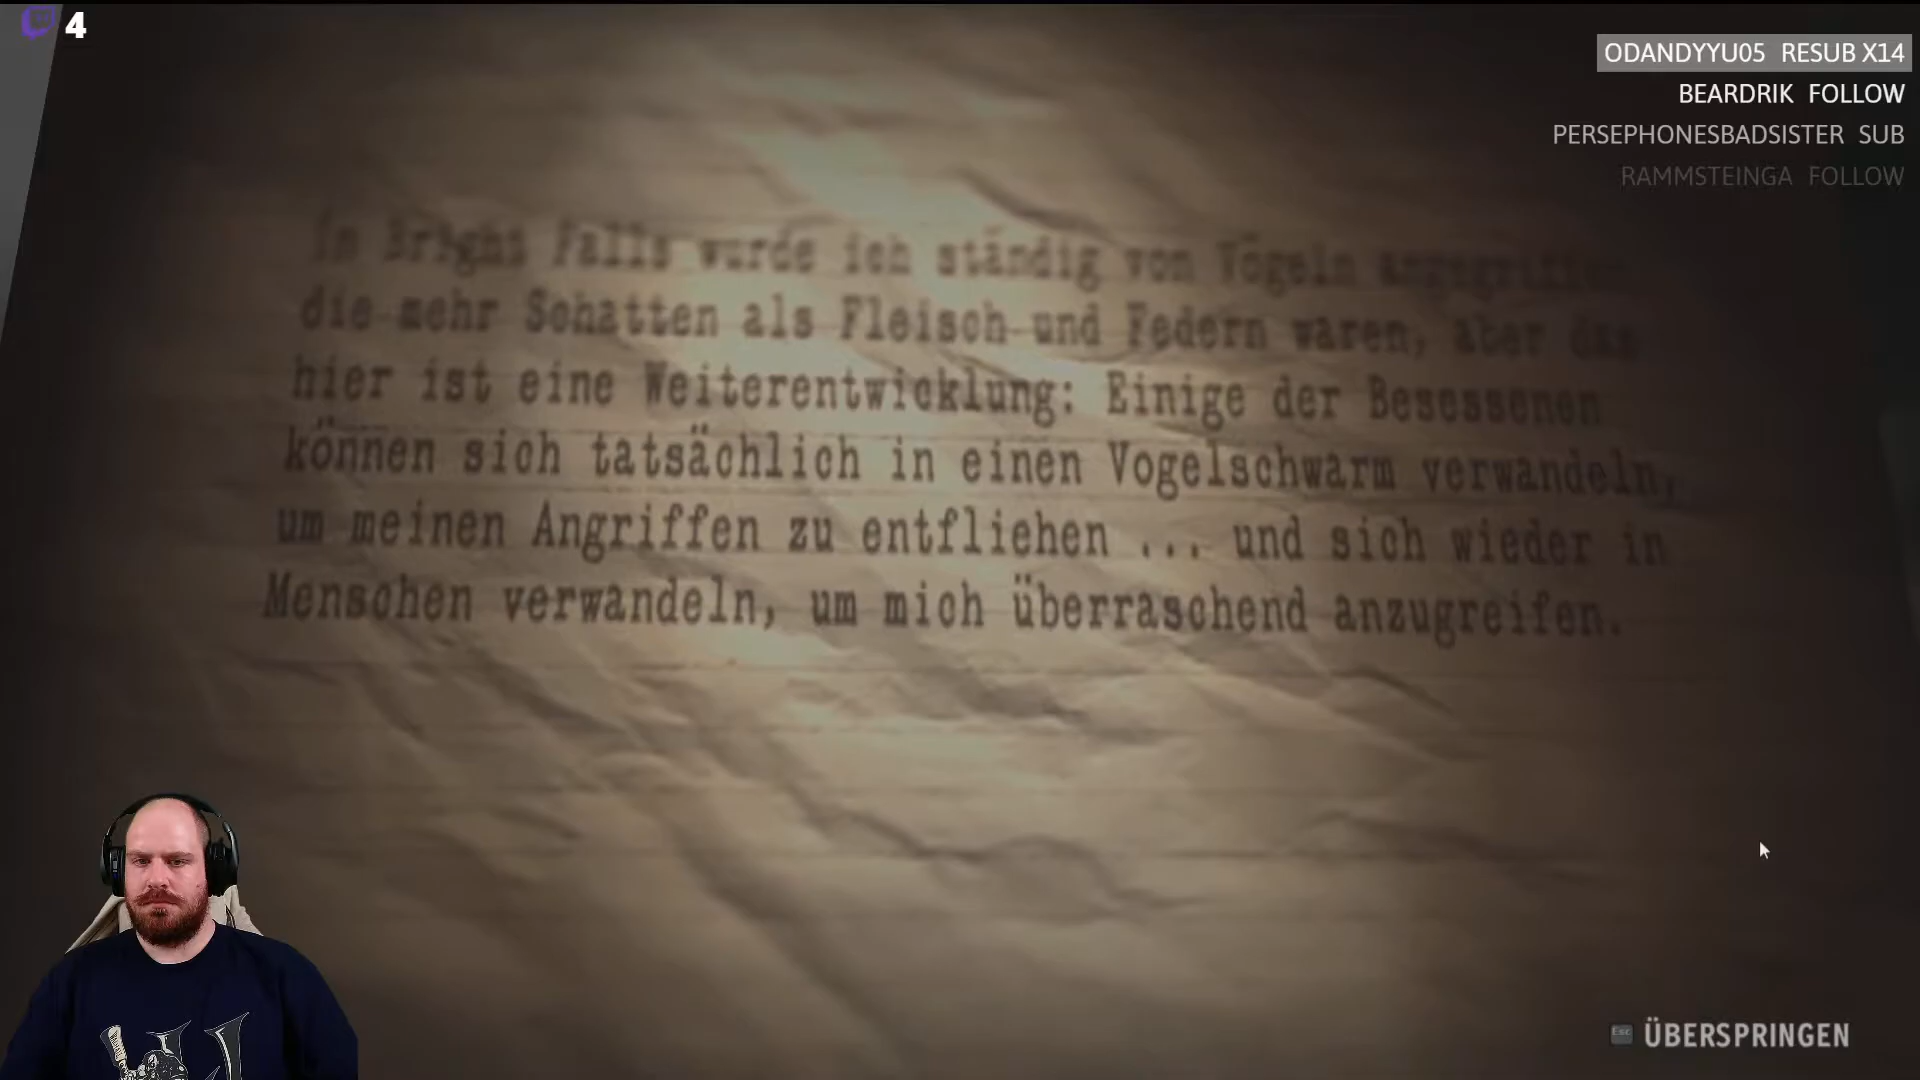 4
ODANDYYU05 RESUB X14
BEARDRIK FOLLOW
PERSEPHONESBADSISTER SUB
RAMMSTEINGA FOLLOW
In Bright Falls wurde ich ständig von Vögeln angegriffen
die mehr Schatten als Fleisch und Federn waren, aber das
hier ist eine Weiterentwicklung: Einige der Besessenen
können sich tatsächlich in einen Vogelschwarm verwandeln,
um meinen Angriffen zu entfliehen ... und sich wieder in
Menschen verwandeln, um mich überraschend anzugreifen.
Esc ÜBERSPRINGEN